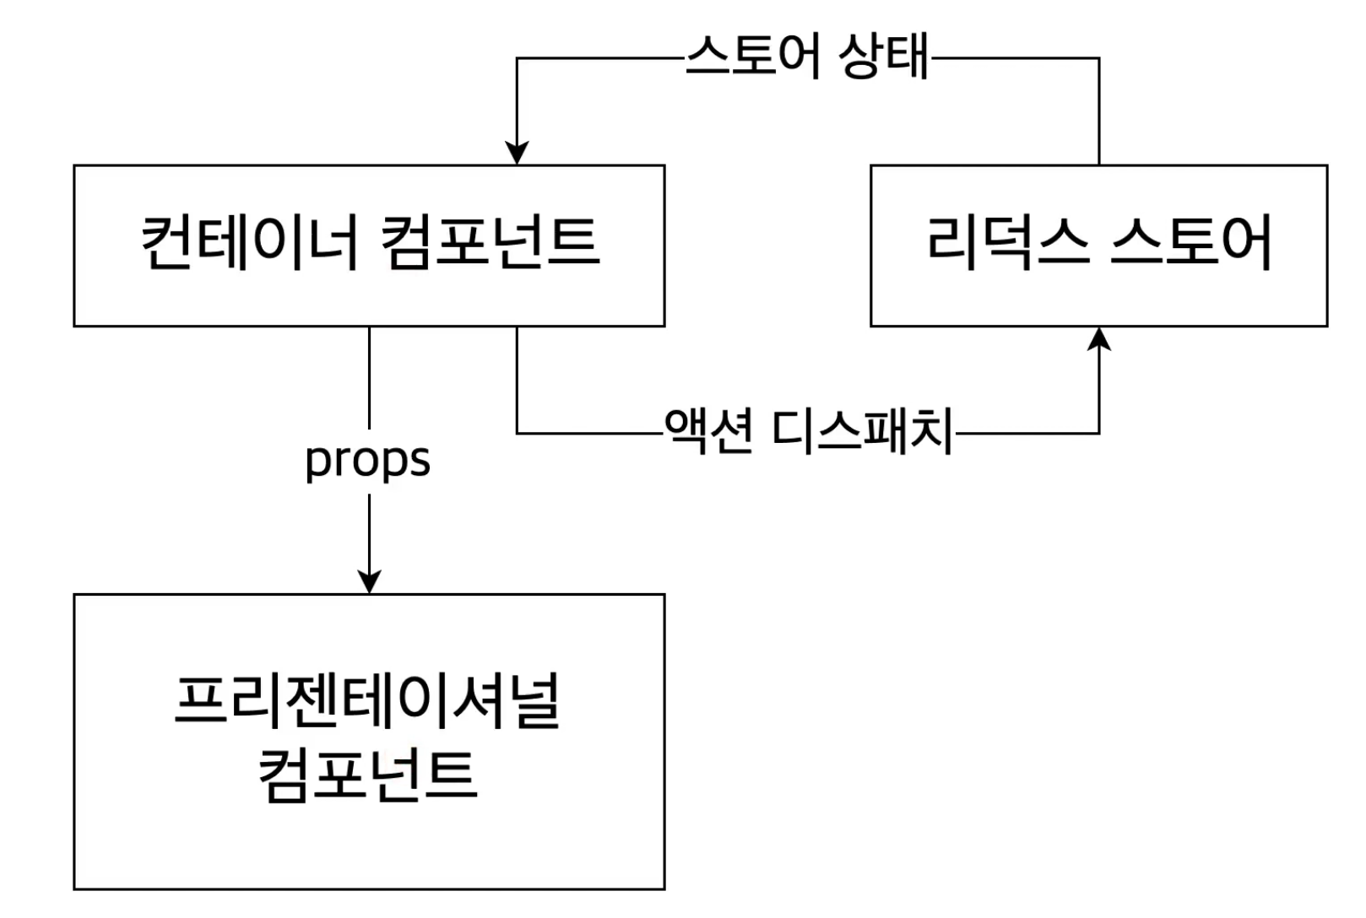 스토어 상태
컨테이너 컴포넌트
리덕스 스토어
액션 디스패치
props
프리젠테이셔널
컴포넌트